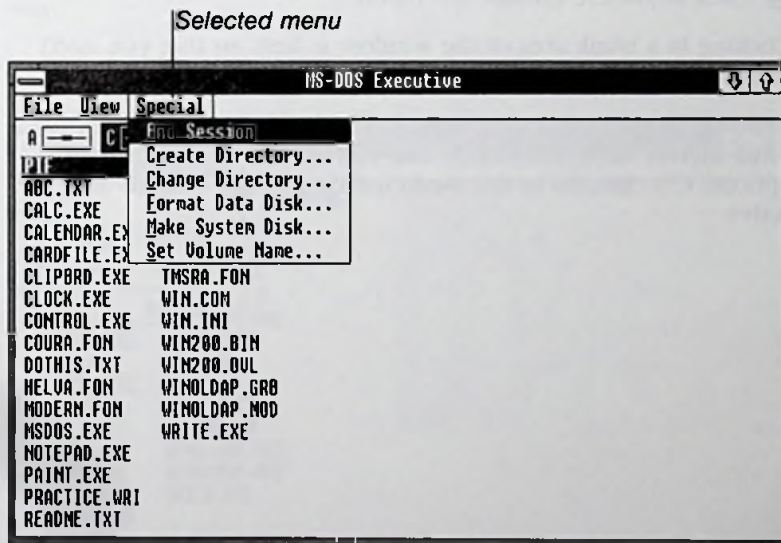 Selected menu
MS-DOS Executive
File View Special
A C
End Session
Create Directory...
Change Directory...
Format Data Disk...
Make System Disk...
Set Volume Name...
PIF
ABC.TXT
CALC.EXE
CALENDAR.EX
CARDFILE.EX
CLIPBRD.EXE TMSRA.FON
CLOCK.EXE WIN.COM
CONTROL.EXE WIN.INI
COURA.FON WIN200.BIN
DOTHIS.TXT WIN200.OVL
HELVA.FON WINOLDAP.GRB
MODERN.FON WINOLDAP.MOD
MSDOS.EXE WRITE.EXE
NOTEPAD.EXE
PAINT.EXE
PRACTICE.WRI
README.TXT